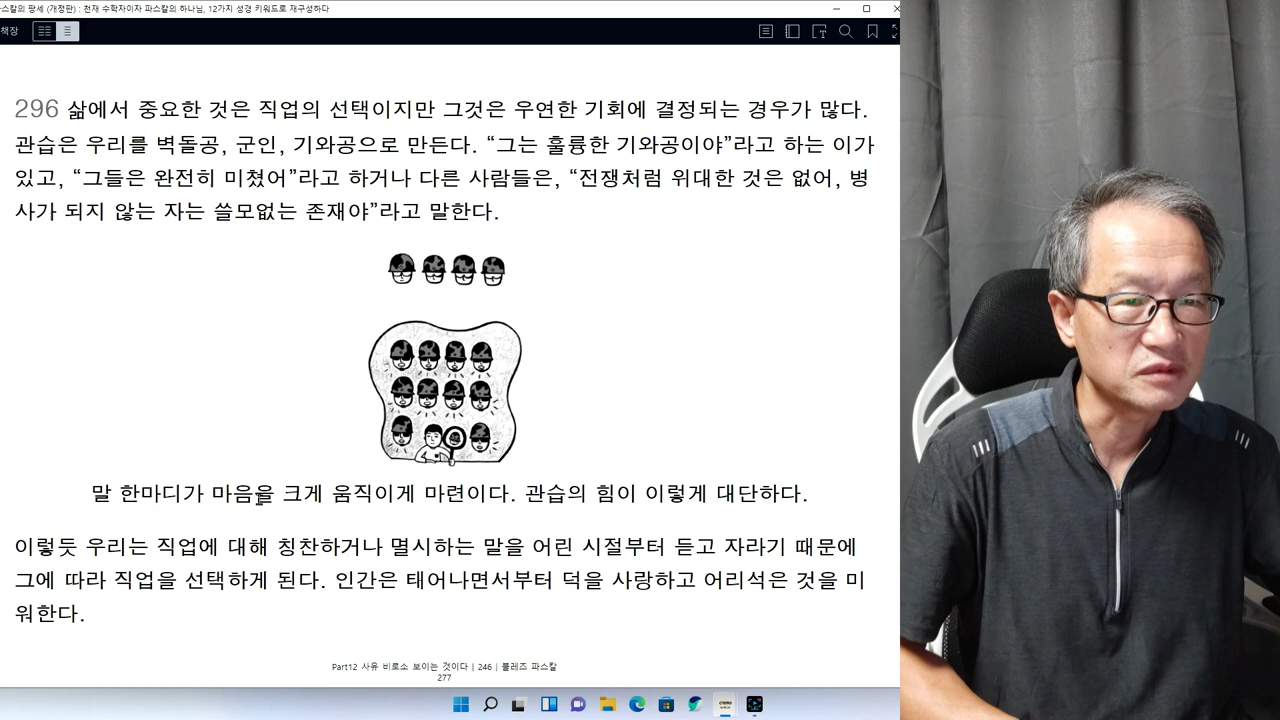 스칼의 팡세 (개정판) : 천재 수학자이자 파스칼의 하나님, 12가지 성경 키워드로 재구성하다
책장
296 삶에서 중요한 것은 직업의 선택이지만 그것은 우연한 기회에 결정되는 경우가 많다.
관습은 우리를 벽돌공, 군인, 기와공으로 만든다. “그는 훌륭한 기와공이야”라고 하는 이가
있고, “그들은 완전히 미쳤어”라고 하거나 다른 사람들은, “전쟁처럼 위대한 것은 없어, 병
사가 되지 않는 자는 쓸모없는 존재야”라고 말한다.
말 한마디가 마음을 크게 움직이게 마련이다. 관습의 힘이 이렇게 대단하다.
이렇듯 우리는 직업에 대해 칭찬하거나 멸시하는 말을 어린 시절부터 듣고 자라기 때문에
그에 따라 직업을 선택하게 된다. 인간은 태어나면서부터 덕을 사랑하고 어리석은 것을 미
워한다.
Part12 사유 비로소 보이는 것이다 | 246 | 블레즈 파스칼
277